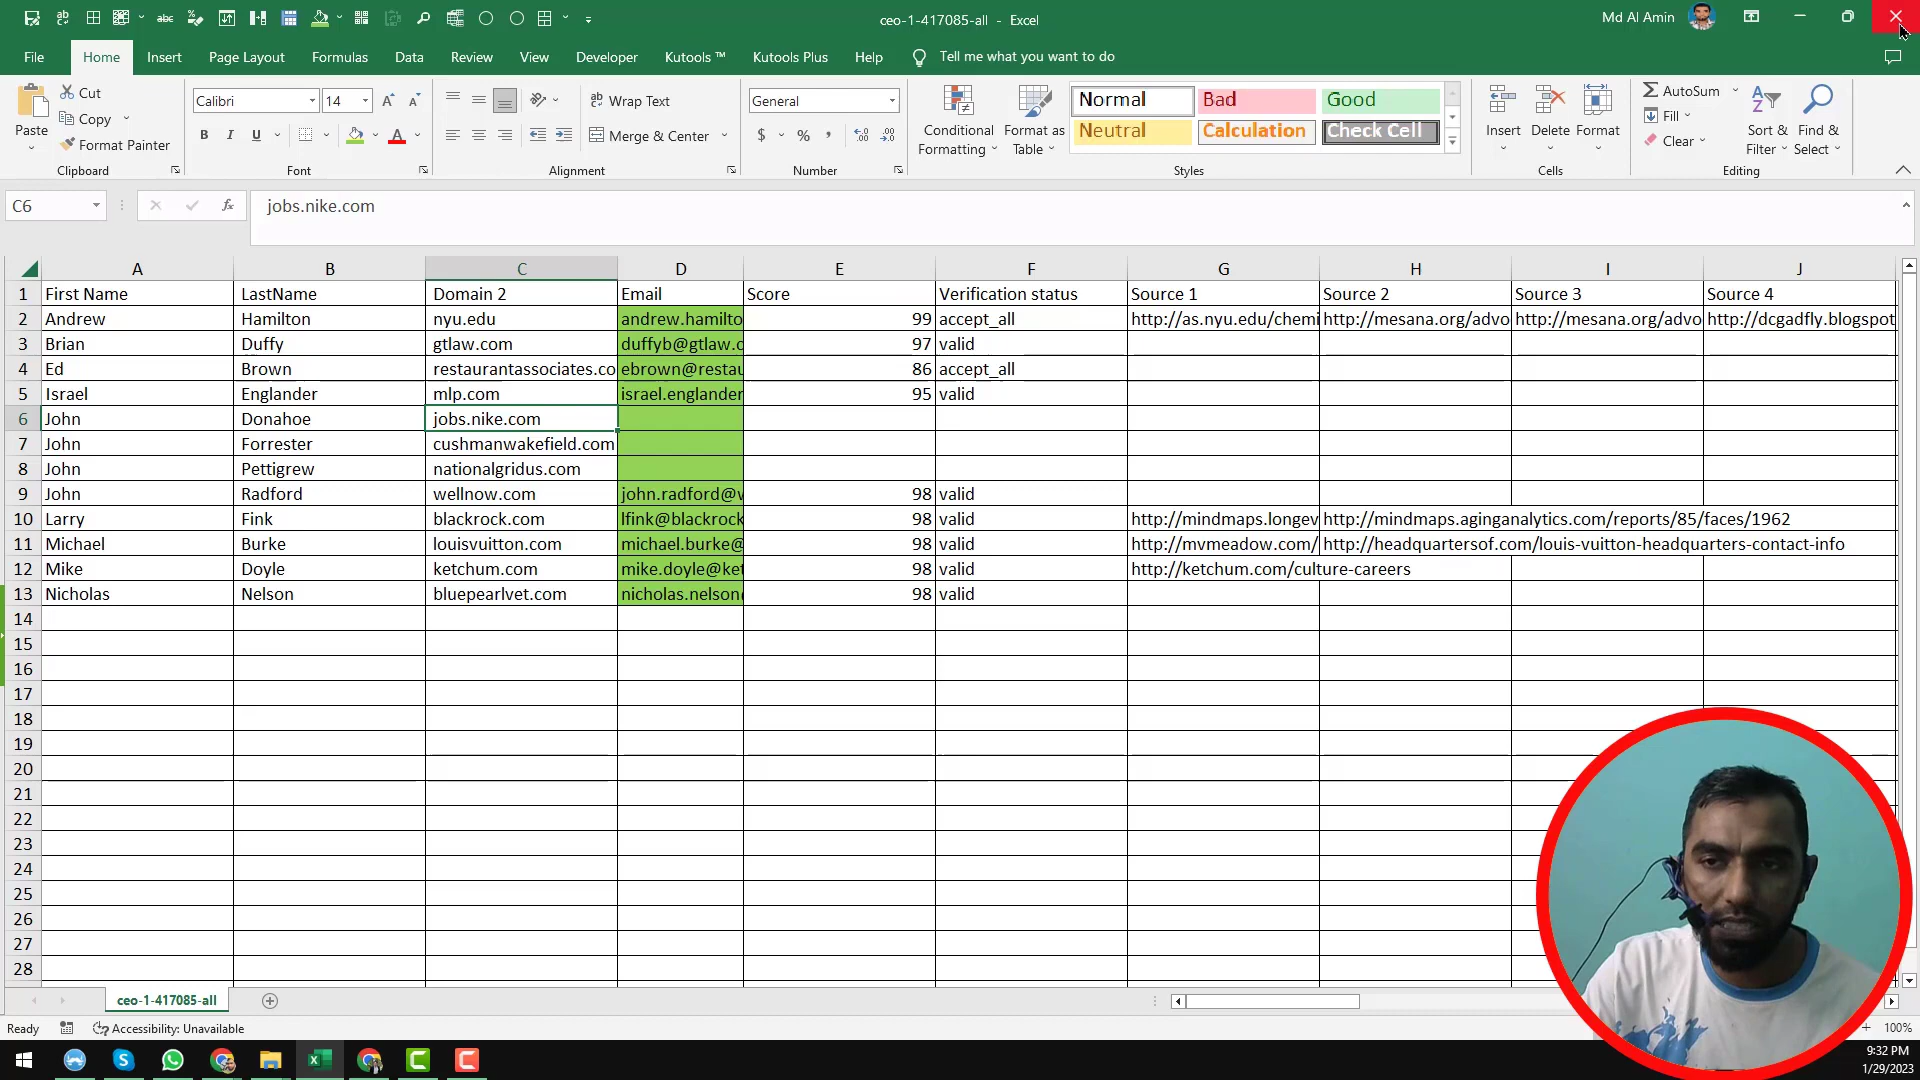 ceo-1-417085-all - Excel
Md Al Amin
File Home Insert Page Layout Formulas Data Review View Developer Kutools ™ Kutools Plus Help Tell me what you want to do
Paste
Cut
Copy
Format Painter
Clipboard
Calibri 14
B I U
Font
Wrap Text
Merge & Center
Alignment
General
$ % ,
Number
Conditional Formatting
Format as Table
Normal Bad Good
Neutral Calculation Check Cell
Styles
Insert Delete Format
Cells
AutoSum
Fill
Clear
Sort & Filter
Find & Select
Editing
C6 fx jobs.nike.com
A B C D E F G H I J
1 First Name LastName Domain 2 Email Score Verification status Source 1 Source 2 Source 3 Source 4
2 Andrew Hamilton nyu.edu andrew.hamilto 99 accept_all http://as.nyu.edu/chemi http://mesana.org/advo http://mesana.org/advo http://dcgadfly.blogspot
3 Brian Duffy gtlaw.com duffyb@gtlaw.c 97 valid
4 Ed Brown restaurantassociates.co ebrown@restau 86 accept_all
5 Israel Englander mlp.com israel.englander 95 valid
6 John Donahoe jobs.nike.com
7 John Forrester cushmanwakefield.com
8 John Pettigrew nationalgridus.com
9 John Radford wellnow.com john.radford@w 98 valid
10 Larry Fink blackrock.com lfink@blackrock 98 valid http://mindmaps.longev http://mindmaps.aginganalytics.com/reports/85/faces/1962
11 Michael Burke louisvuitton.com michael.burke@ 98 valid http://mvmeadow.com/ http://headquartersof.com/louis-vuitton-headquarters-contact-info
12 Mike Doyle ketchum.com mike.doyle@ket 98 valid http://ketchum.com/culture-careers
13 Nicholas Nelson bluepearlvet.com nicholas.nelson 98 valid
14
15
16
17
18
19
20
21
22
23
24
25
26
27
28
ceo-1-417085-all
Ready Accessibility: Unavailable 100%
9:32 PM
1/29/2023